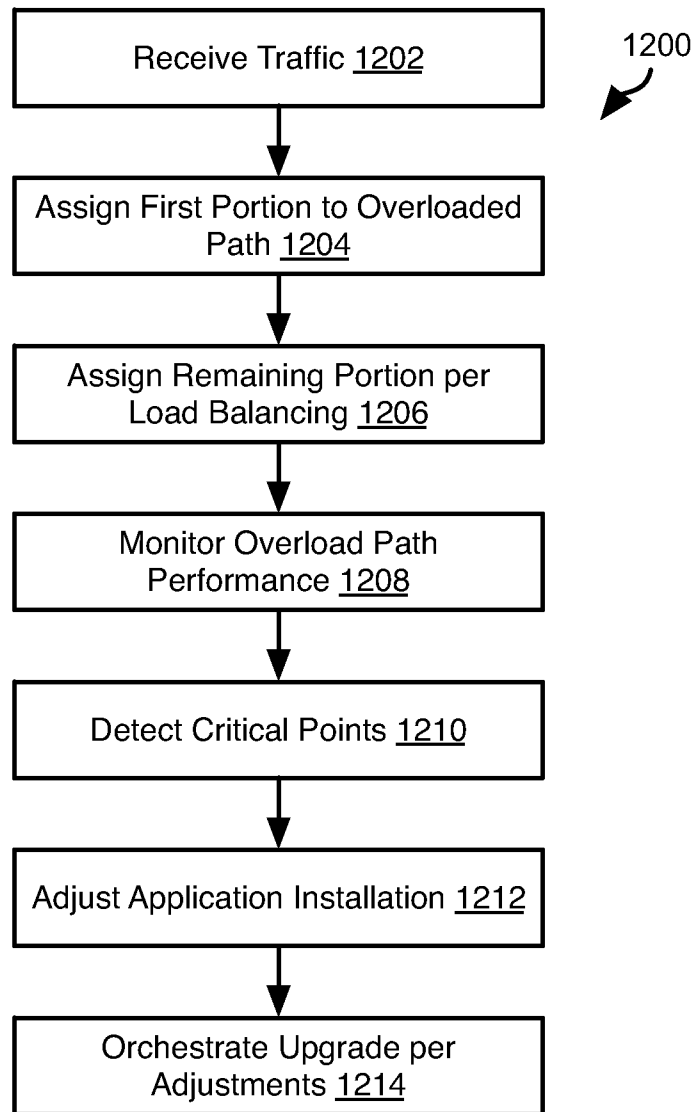 Receive Traffic 1202
1200
Assign First Portion to Overloaded
Path 1204
Assign Remaining Portion per
Load Balancing 1206
Monitor Overload Path
Performance 1208
Detect Critical Points 1210
Adjust Application Installation 1212
Orchestrate Upgrade per
Adjustments 1214